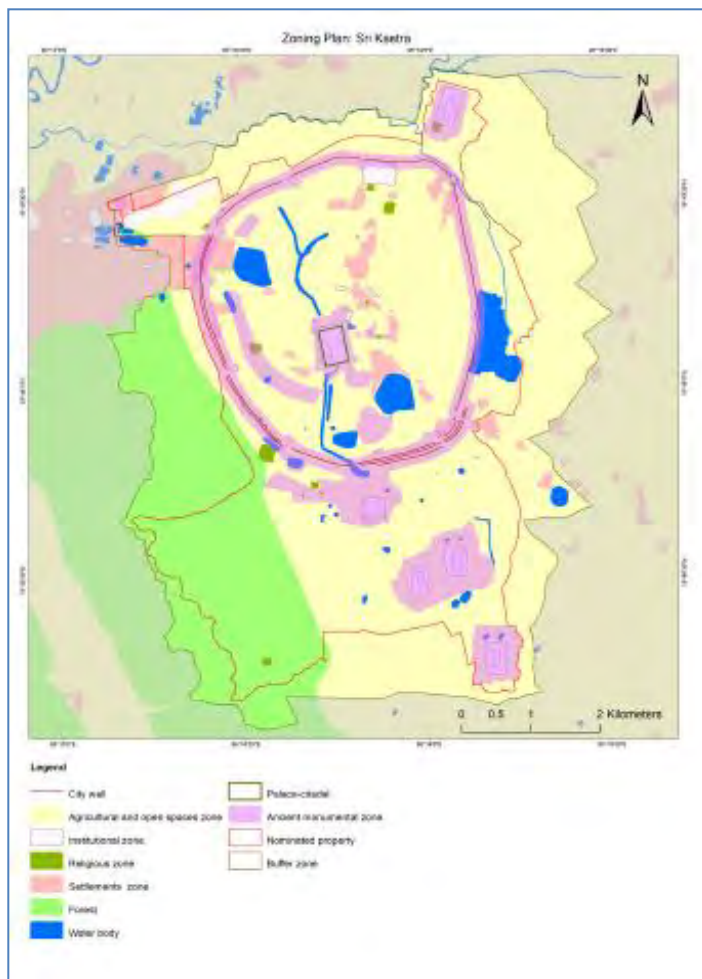 Zoning Plan: Sri Ksetra
N
0 0.5 1 2 Kilometers
Legend
City wall
Agricultural and open spaces zone
Institutional zone
Religious zone
Settlements zone
Forest
Water body
Palace-citadel
Ancient monumental zone
Nominated property
Buffer zone